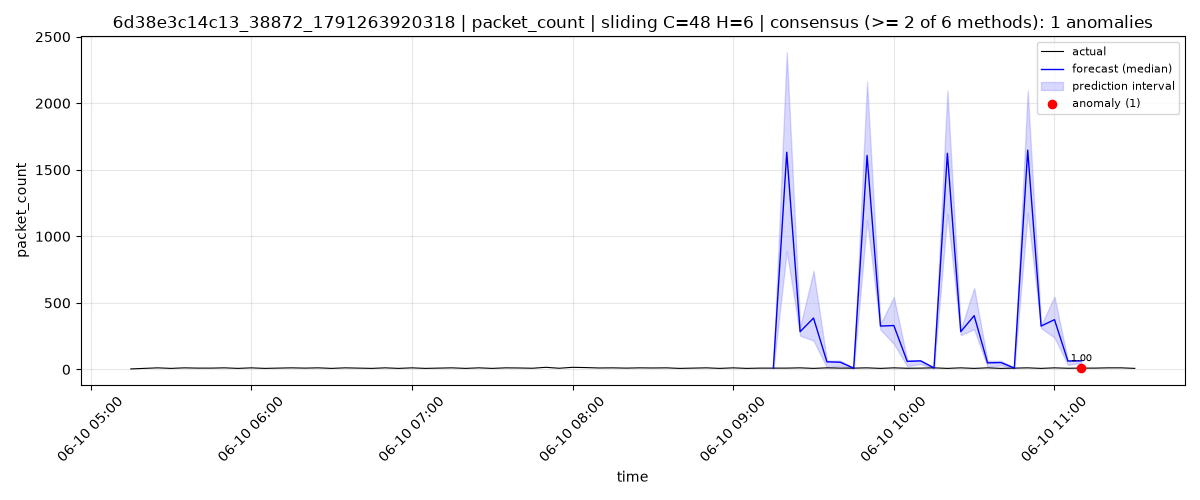 6d38e3c14c13_38872_1791263920318 | packet_count | sliding C=48 H=6 | consensus (>= 2 of 6 methods): 1 anomalies
packet_count
2500
2000
1500
1000
500
0
actual
forecast (median)
prediction interval
anomaly (1)
1.00
06-10 05:00
06-10 06:00
06-10 07:00
06-10 08:00
06-10 09:00
06-10 10:00
06-10 11:00
time